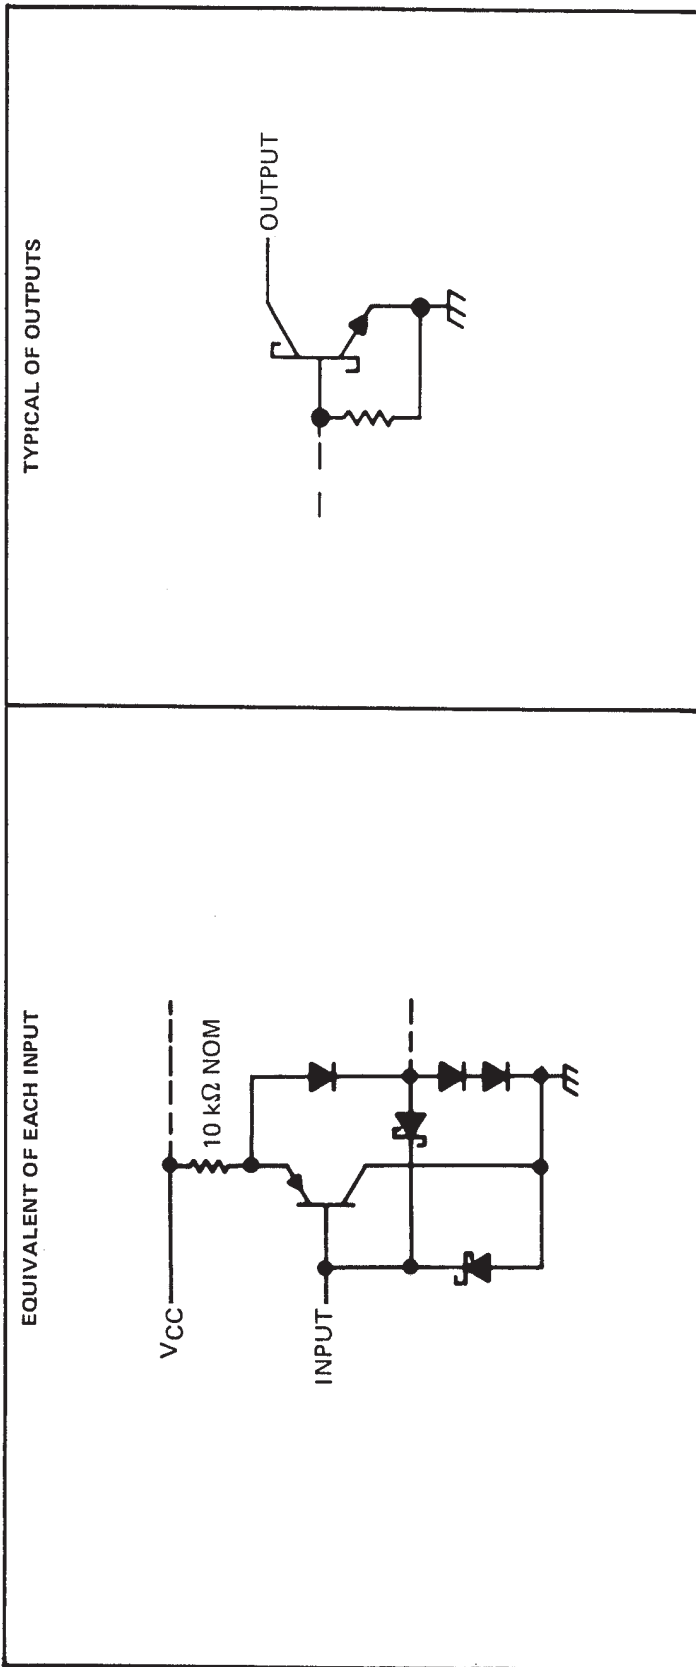 EQUIVALENT OF EACH INPUT
VCC
10 kΩ NOM
INPUT
TYPICAL OF OUTPUTS
OUTPUT